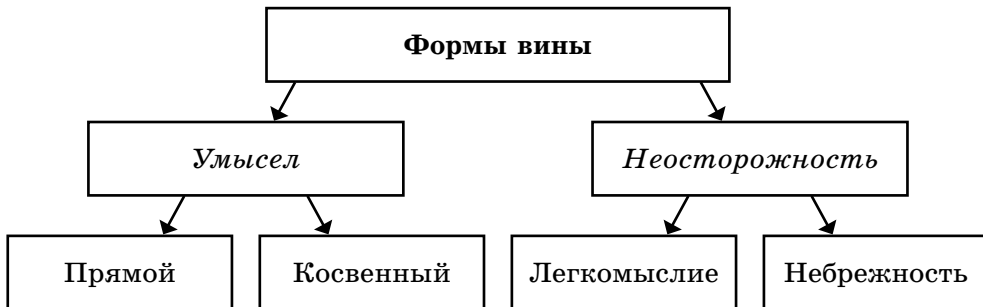 Формы вины
Умысел
Неосторожность
Прямой
Косвенный
Легкомыслие
Небрежность